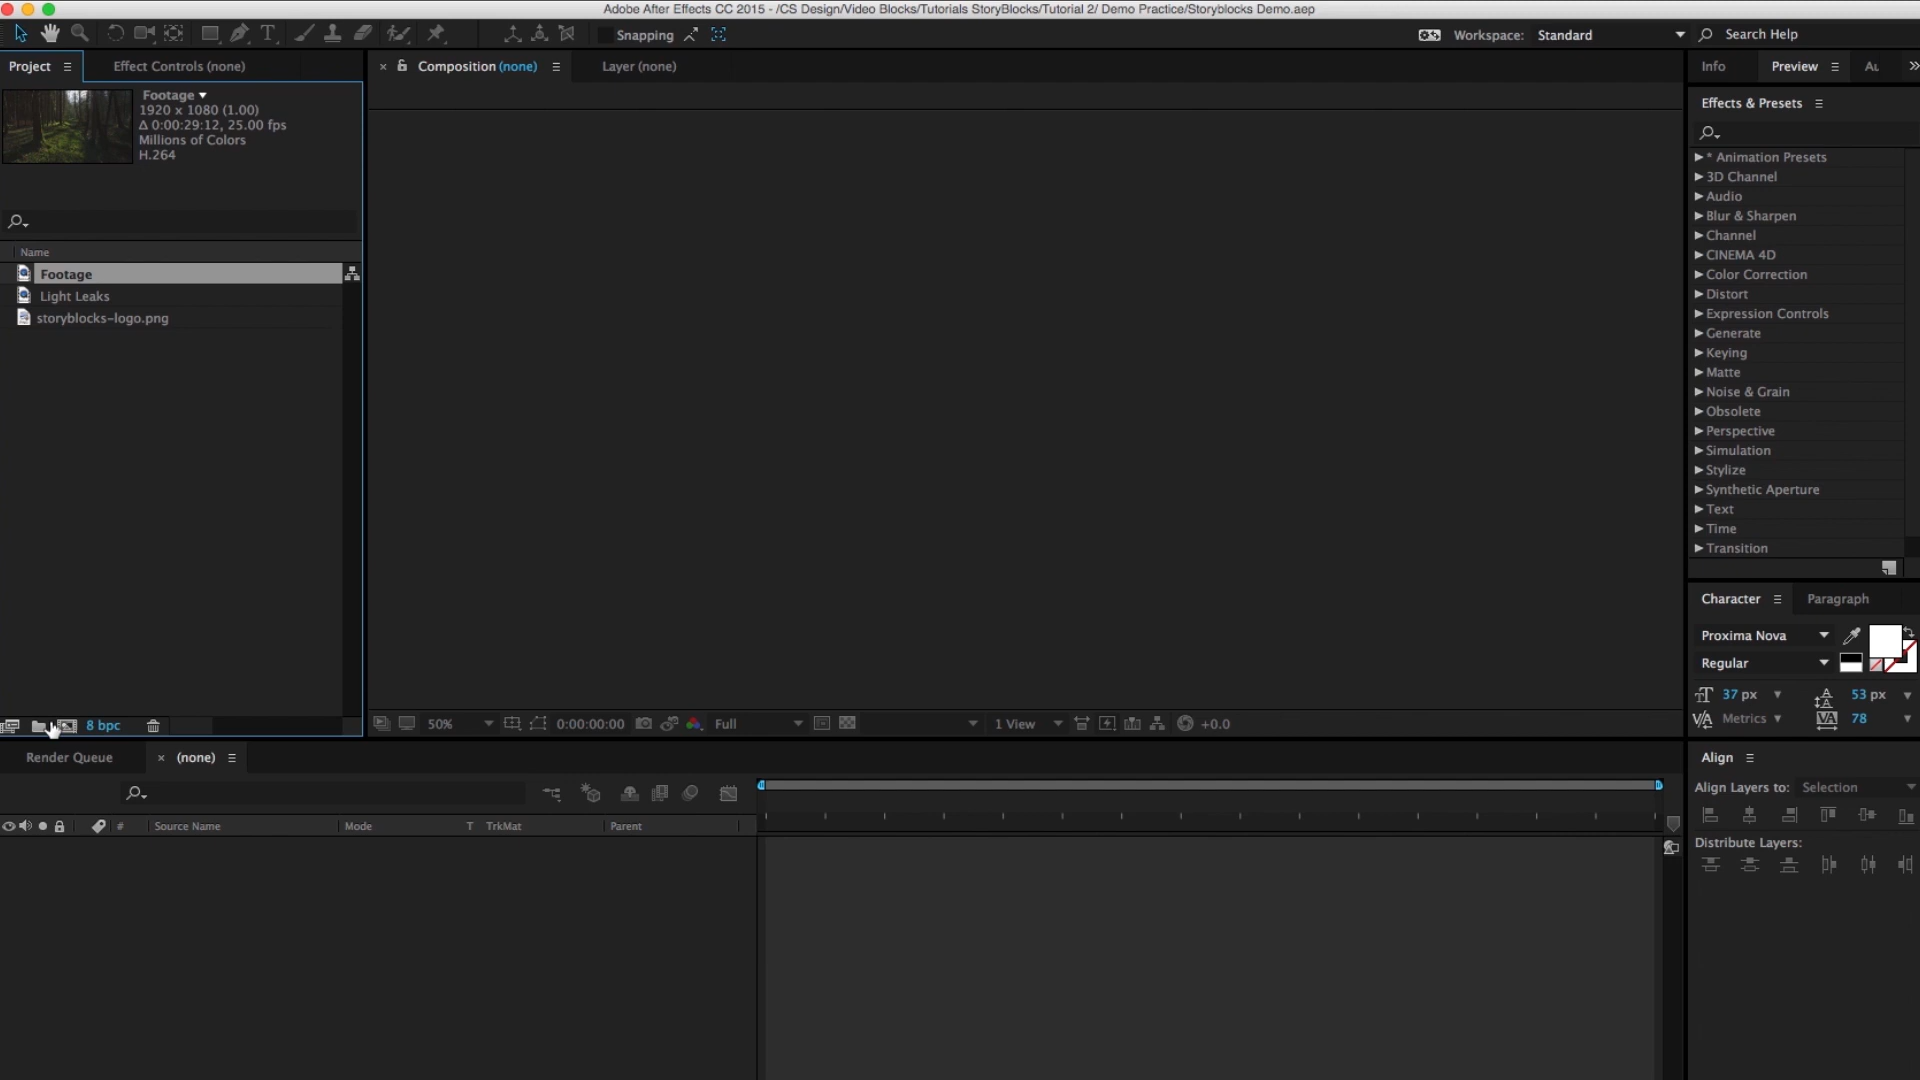 Adobe After Effects CC 2015 - /CS Design/Video Blocks/Tutorials StoryBlocks/Tutorial 2/ Demo Practice/Storyblocks Demo.aep
Snapping
Workspace: Standard
Search Help
Project
Effect Controls (none)
Composition (none)
Layer (none)
Info
Preview
Footage
1920 x 1080 (1.00)
Δ 0:00:29:12, 25.00 fps
Millions of Colors
H.264
Name
Footage
Light Leaks
storyblocks-logo.png
8 bpc
50%
0:00:00:00
Full
1 View
+0.0
Effects & Presets
* Animation Presets
3D Channel
Audio
Blur & Sharpen
Channel
CINEMA 4D
Color Correction
Distort
Expression Controls
Generate
Keying
Matte
Noise & Grain
Obsolete
Perspective
Simulation
Stylize
Synthetic Aperture
Text
Time
Transition
Character
Paragraph
Proxima Nova
Regular
37 px
53 px
Metrics
78
Render Queue
(none)
#
Source Name
Mode
T TrkMat
Parent
Align
Align Layers to: Selection
Distribute Layers: